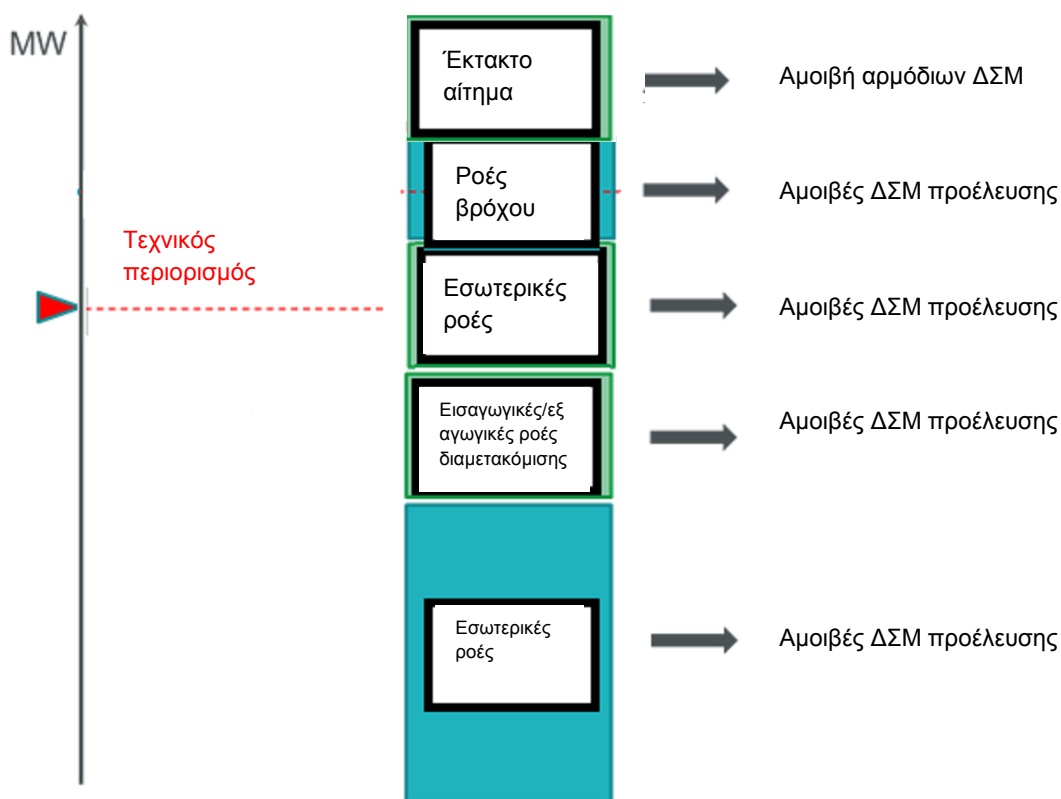 MW
Έκτακτο
αίτημα
Αμοιβή αρμόδιων ΔΣΜ
Ροές
βρόχου
Αμοιβές ΔΣΜ προέλευσης
Τεχνικός
περιορισμός
Εσωτερικές
ροές
Αμοιβές ΔΣΜ προέλευσης
Εισαγωγικές/εξ
αγωγικές ροές
διαμετακόμισης
Αμοιβές ΔΣΜ προέλευσης
Εσωτερικές
ροές
Αμοιβές ΔΣΜ προέλευσης